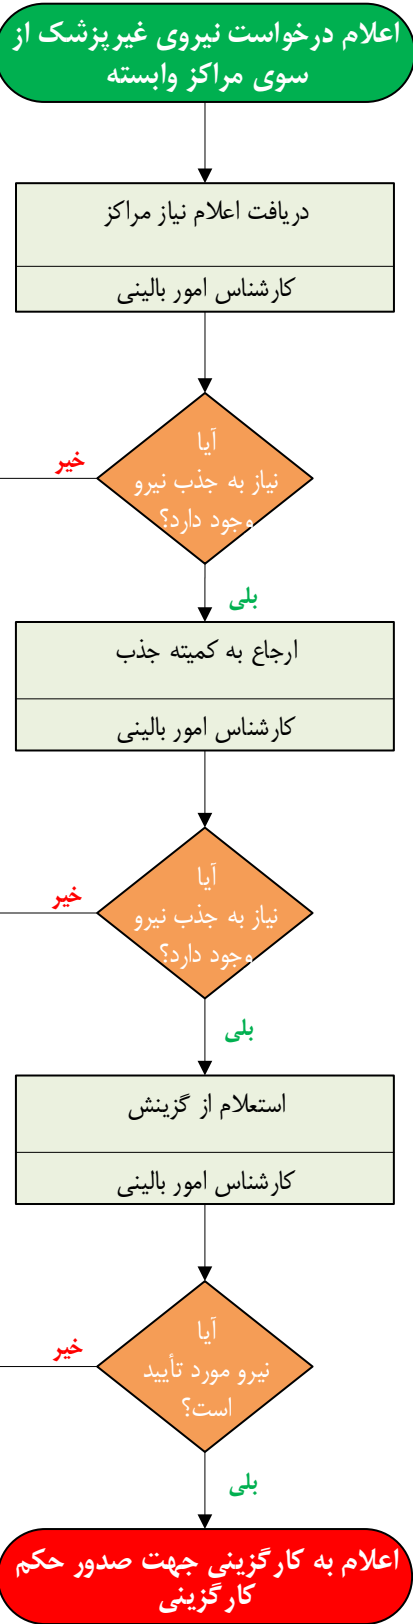 اعلام درخواست نیروی غیرپزشک از
سوی مراکز وابسته
دریافت اعلام نیاز مراکز
کارشناس امور بالینی
آیا
نیاز به جذب نیرو
وجود دارد؟
خیر
بلی
ارجاع به کمیته جذب
کارشناس امور بالینی
آیا
نیاز به جذب نیرو
وجود دارد؟
خیر
بلی
استعلام از گزینش
کارشناس امور بالینی
آیا
نیرو مورد تأیید
است؟
خیر
بلی
اعلام به کارگزینی جهت صدور حکم
کارگزینی